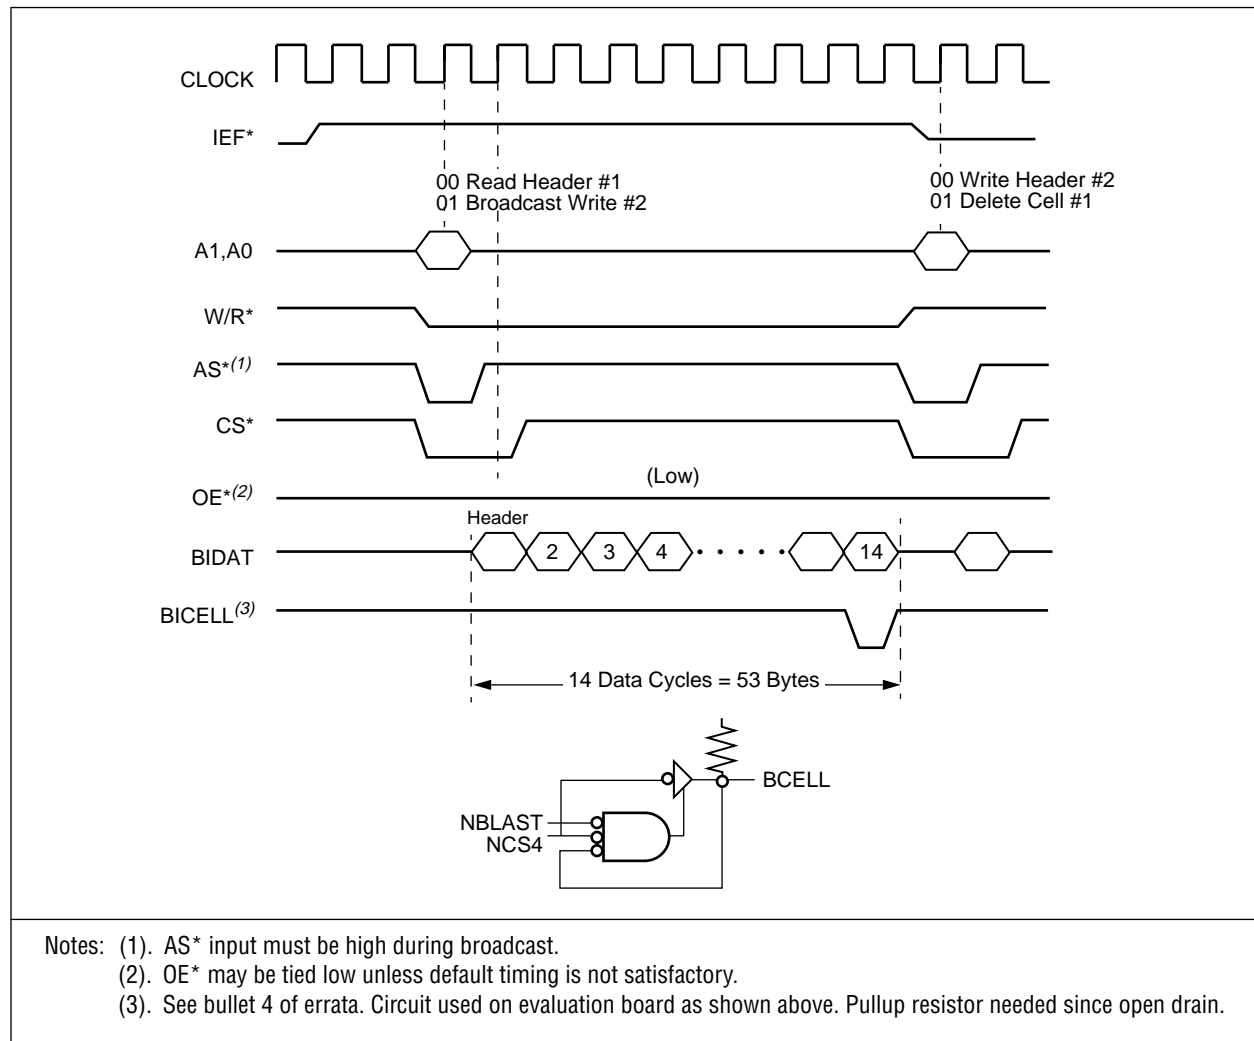 CLOCK
IEF*
00 Read Header #1
01 Broadcast Write #2
00 Write Header #2
01 Delete Cell #1
A1,A0
W/R*
AS*(1)
CS*
(Low)
OE*(2)
Header
BIDAT
2
3
4
14
BICELL(3)
14 Data Cycles = 53 Bytes
BCELL
NBLAST
NCS4
Notes: (1). AS* input must be high during broadcast.
(2). OE* may be tied low unless default timing is not satisfactory.
(3). See bullet 4 of errata. Circuit used on evaluation board as shown above. Pullup resistor needed since open drain.